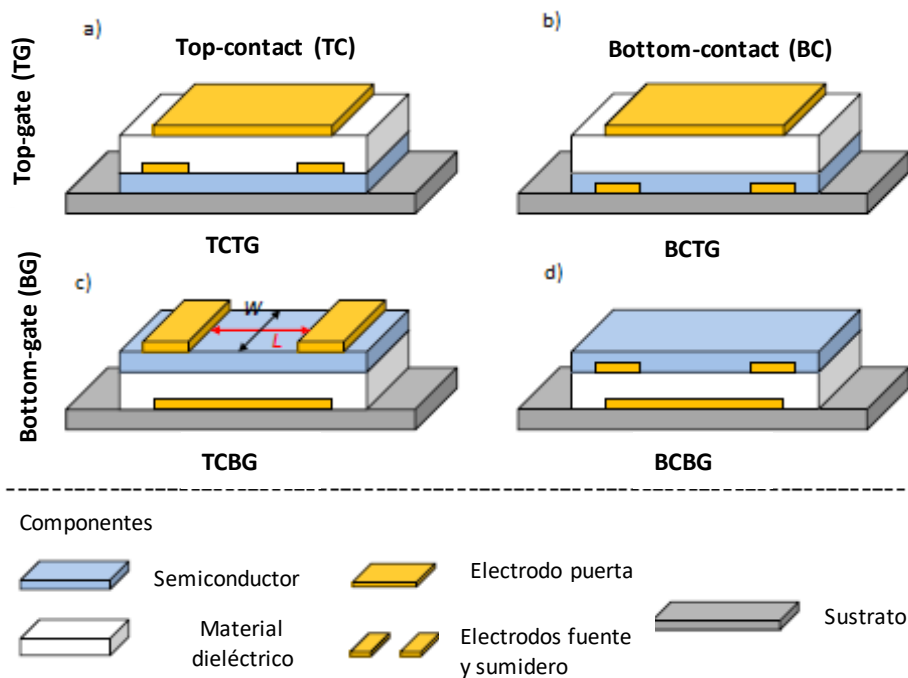 a)
Top-contact (TC)
b)
Bottom-contact (BC)
Top-gate (TG)
TCTG
BCTG
Bottom-gate (BG)
c)
W
L
d)
TCBG
BCBG
Componentes
Semiconductor
Electrodo puerta
Material
dieléctrico
Electrodos fuente
y sumidero
Sustrato